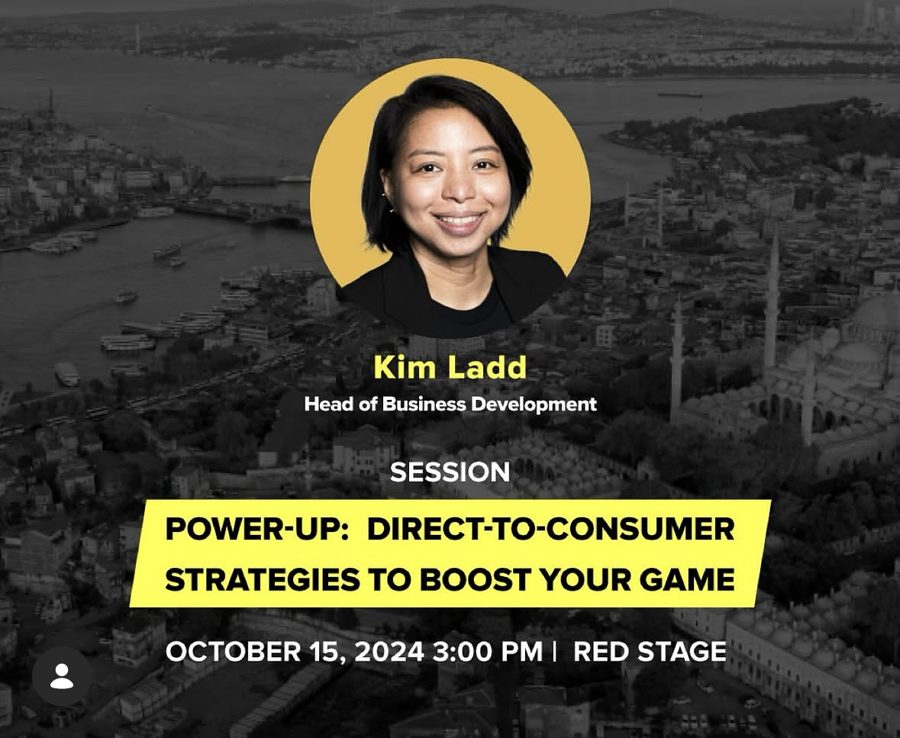 Kim Ladd
Head of Business Development
SESSION
POWER-UP: DIRECT-TO-CONSUMER
STRATEGIES TO BOOST YOUR GAME
OCTOBER 15, 2024 3:00 PM | RED STAGE